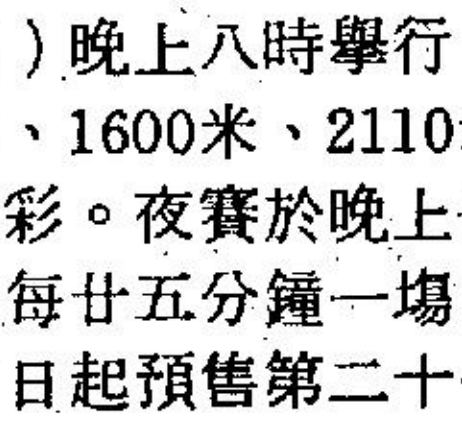 ）晚上八時舉行
、1600米、2110
彩。夜賽於晚上
每廿五分鐘一塲
日起預售第二十